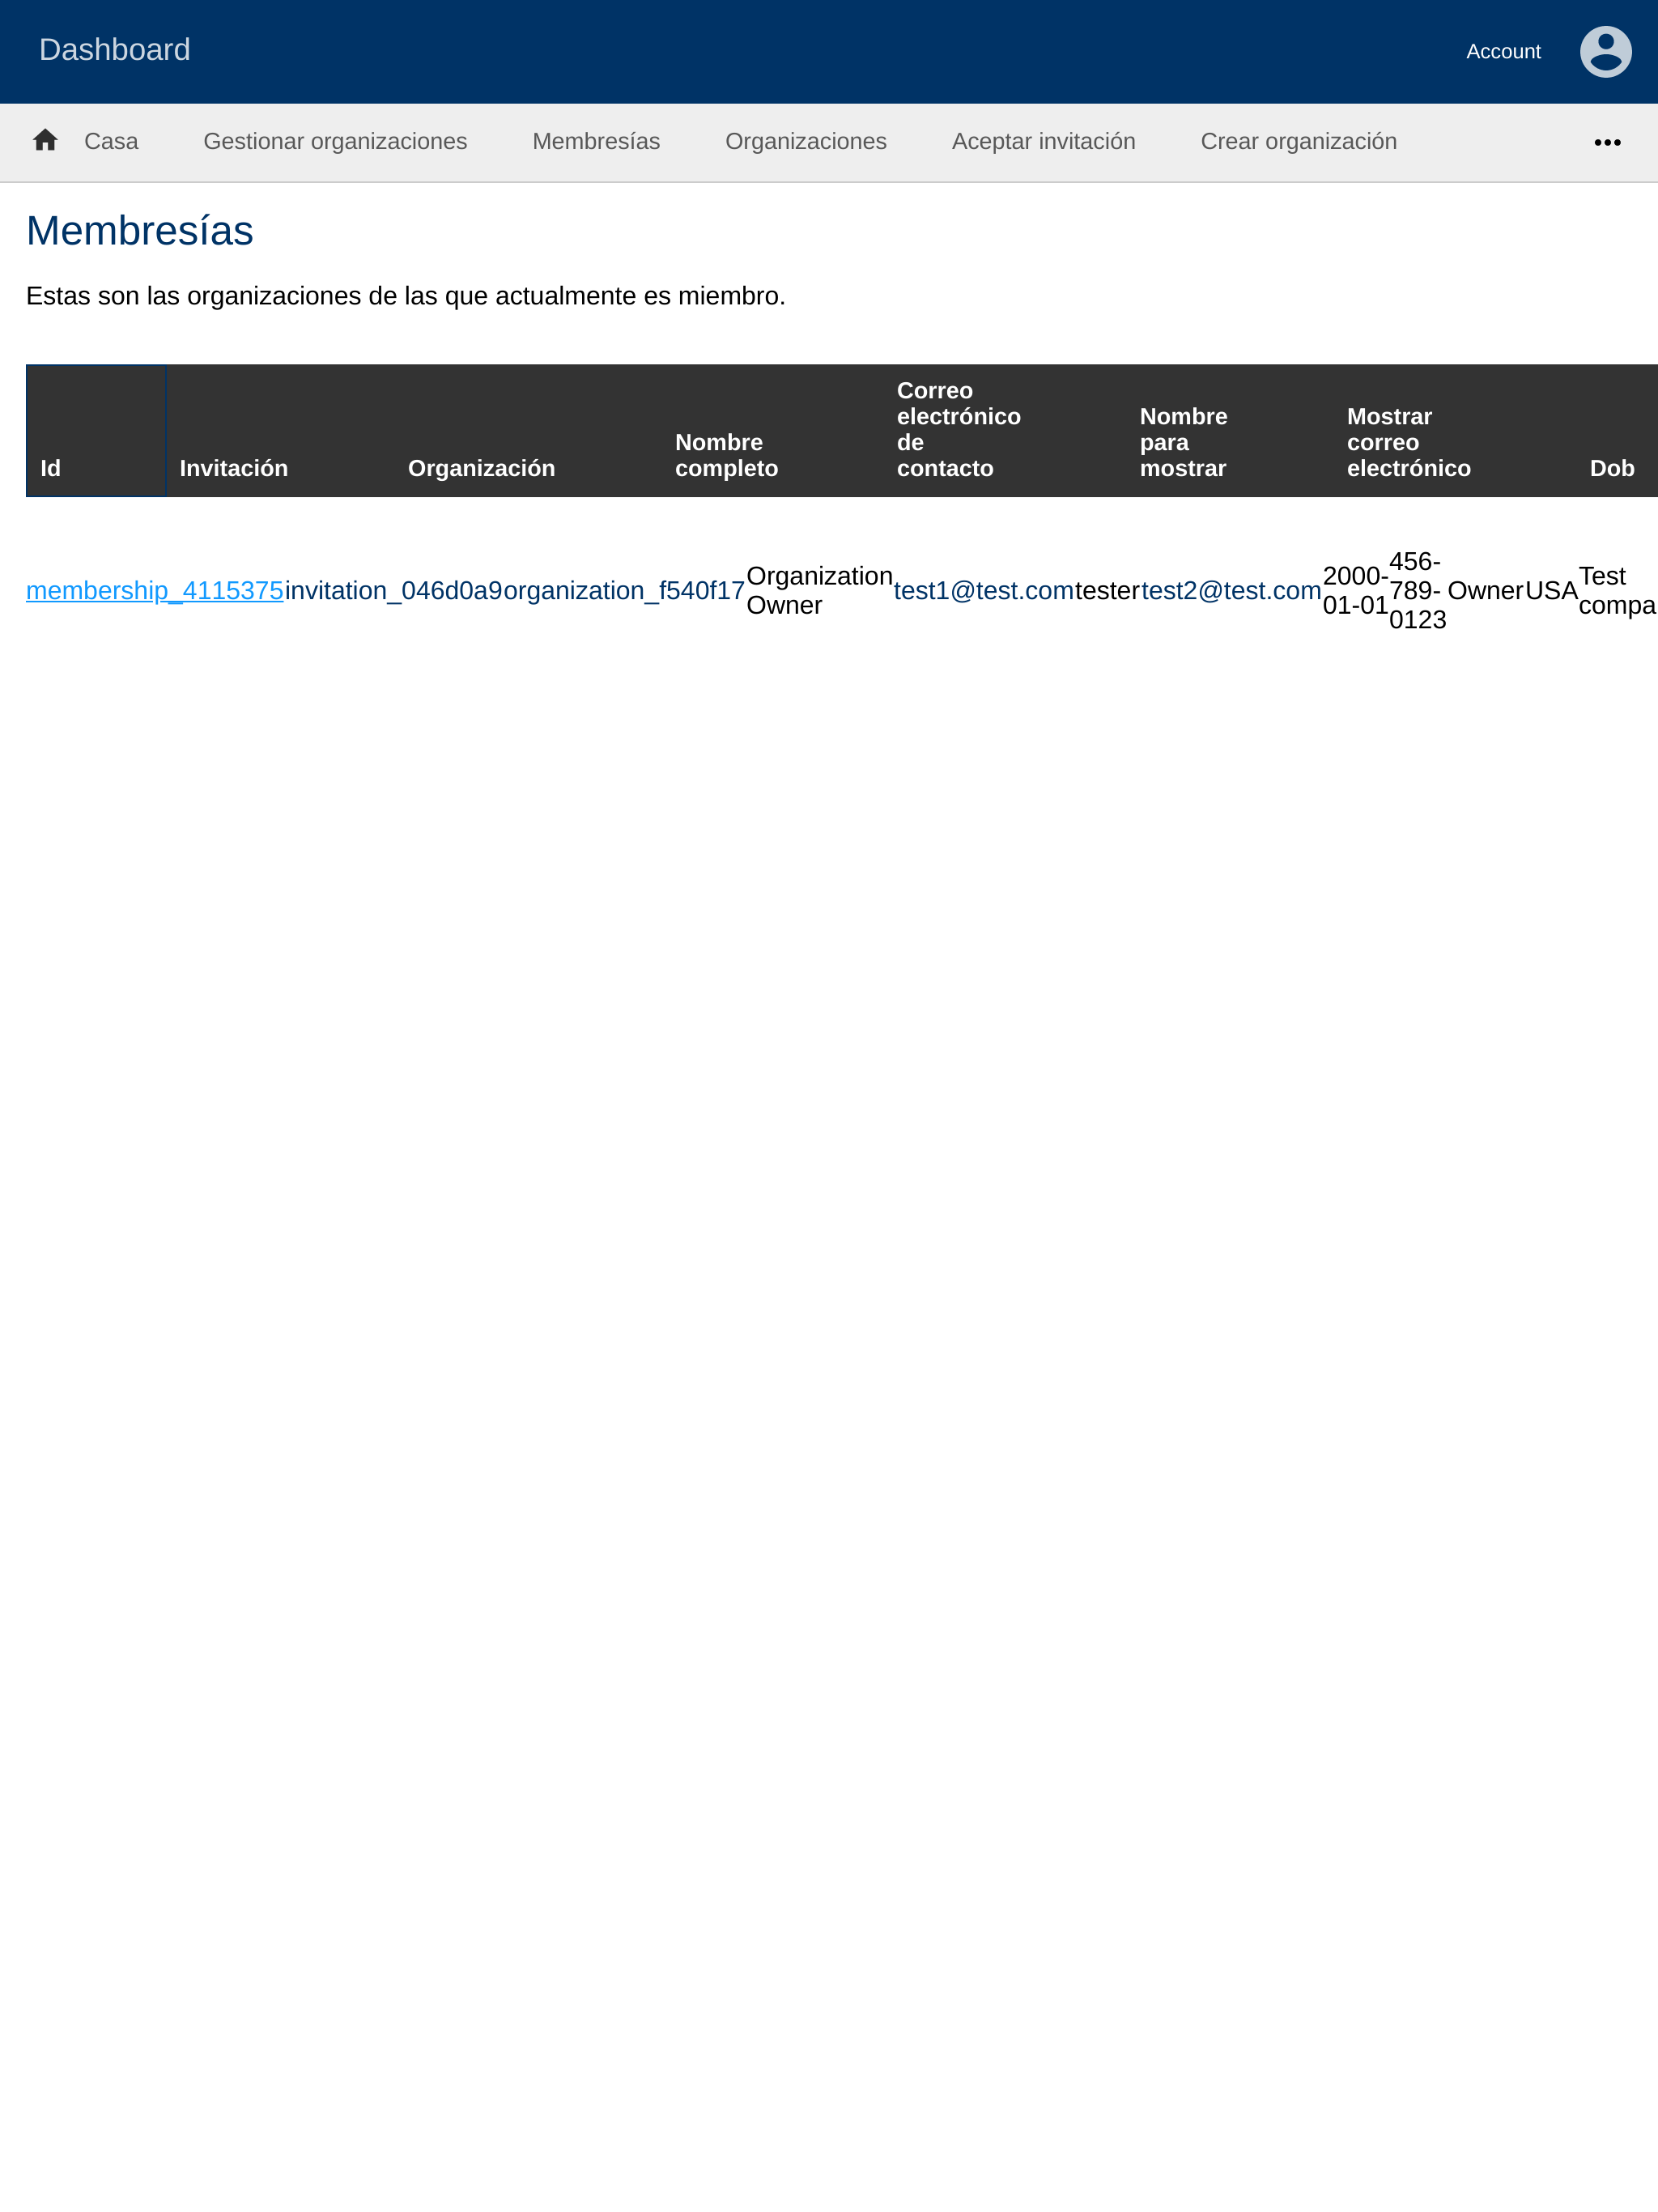 Dashboard
Account
Casa Gestionar organizaciones Membresías Organizaciones Aceptar invitación Crear organización
Membresías
Estas son las organizaciones de las que actualmente es miembro.
Id
Invitación
Organización
Nombre
completo
Correo
electrónico
de
contacto
Nombre
para
mostrar
Mostrar
correo
electrónico
Dob
membership_4115375
invitation_046d0a9
organization_f540f17
Organization
Owner
test1@test.com
tester
test2@test.com
2000-
01-01
456-
789-
0123
Owner
USA
Test
compa